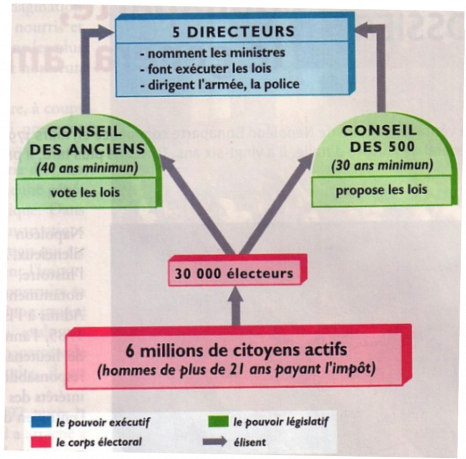 5 DIRECTEURS
- nomment les ministres
- font exécuter les lois
- dirigent l'armée, la police
CONSEIL
DES ANCIENS
(40 ans minimun)
vote les lois
CONSEIL
DES 500
(30 ans minimun)
propose les lois
30 000 électeurs
6 millions de citoyens actifs
(hommes de plus de 21 ans payant l'impôt)
le pouvoir exécutif
le pouvoir législatif
le corps électoral
élisent